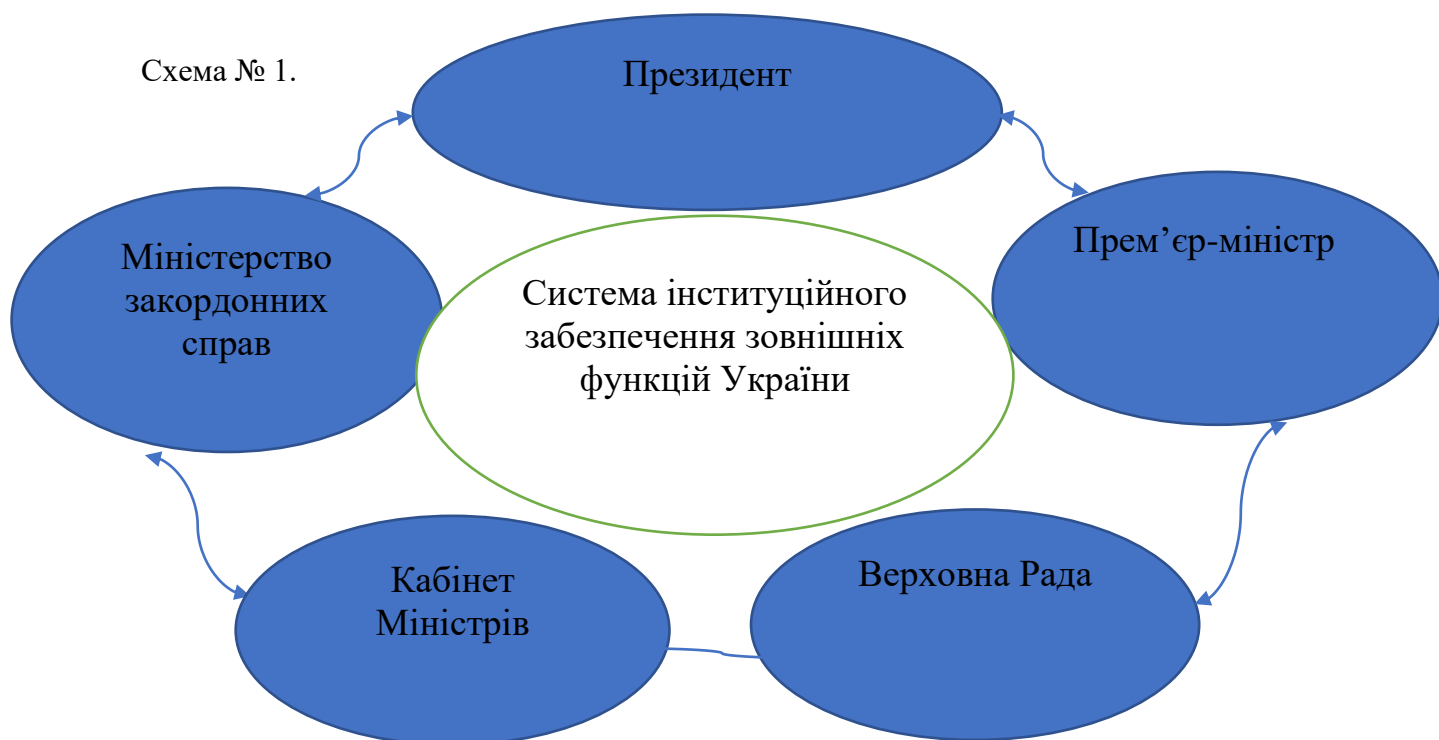 Схема № 1.
Президент
Міністерство
закордонних
справ
Прем’єр-міністр
Система інституційного
забезпечення зовнішніх
функцій України
Кабінет
Міністрів
Верховна Рада